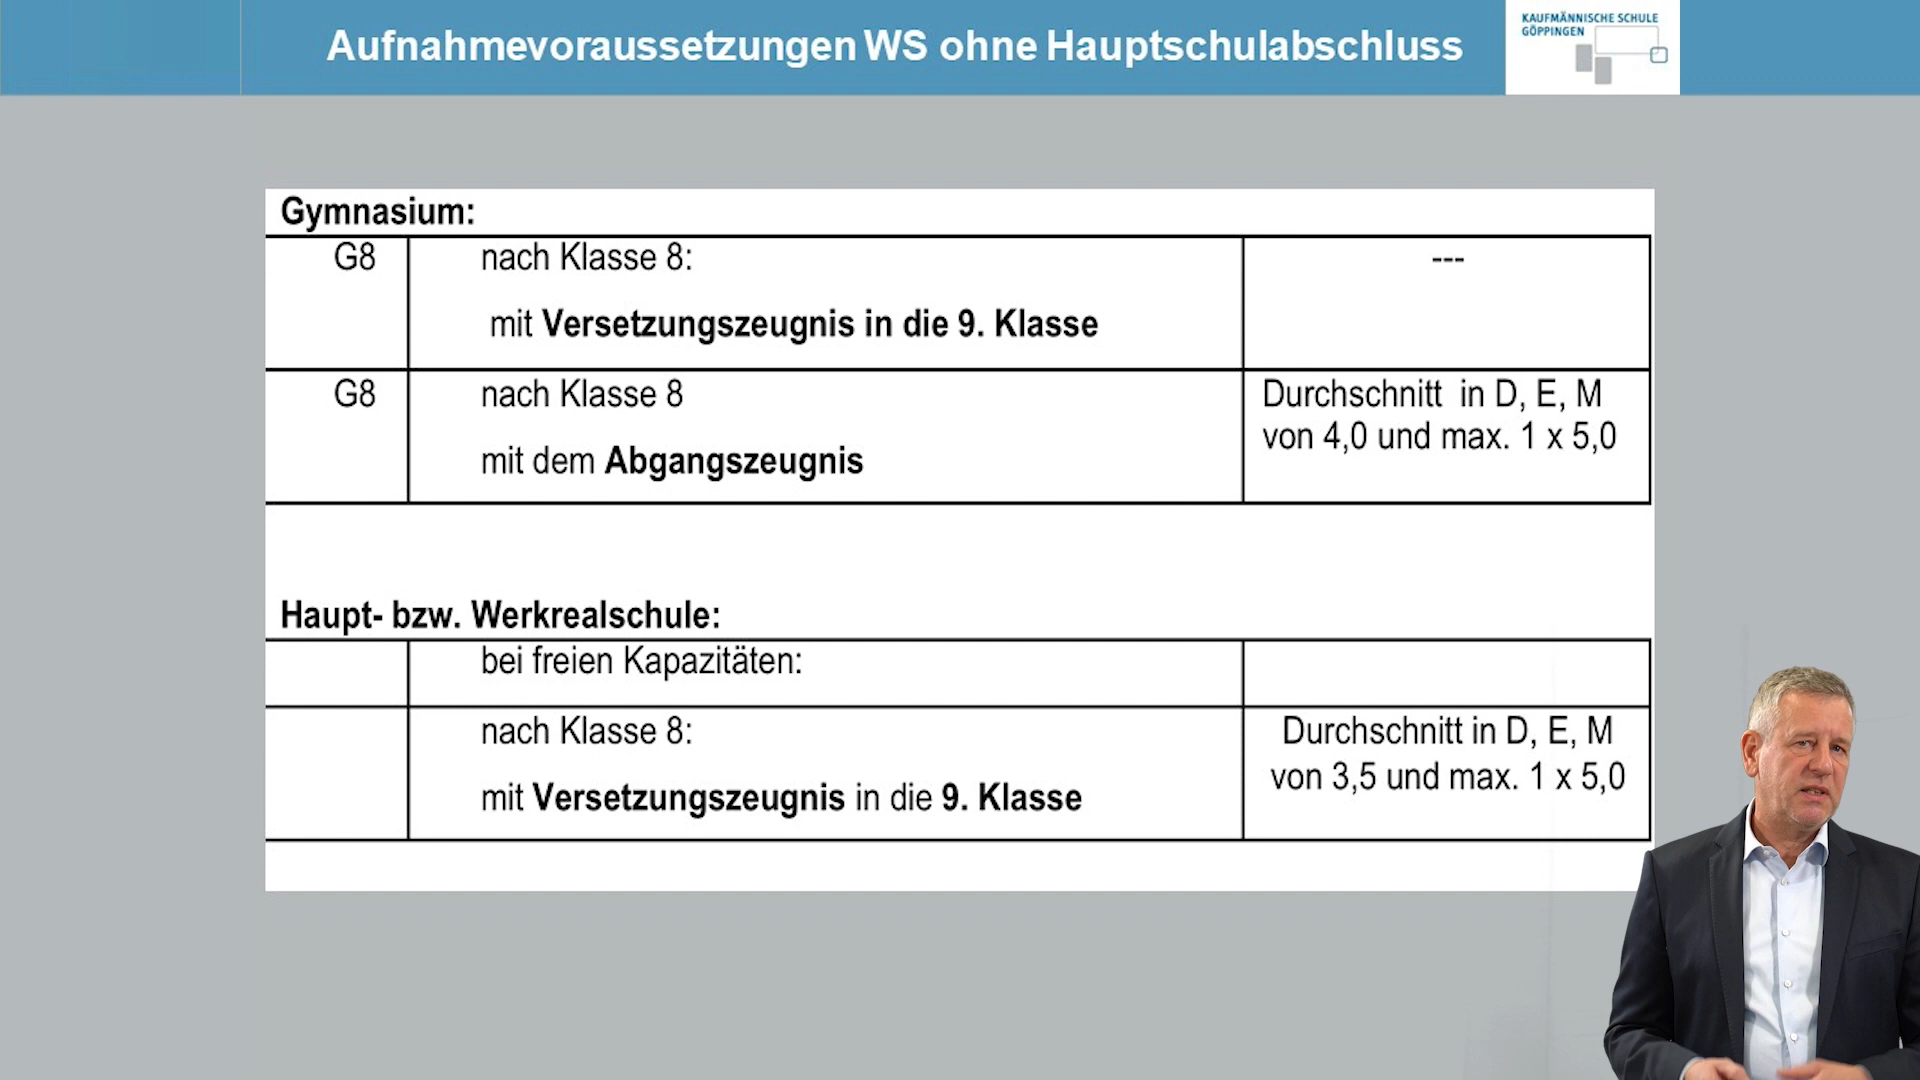 Aufnahmevoraussetzungen WS ohne Hauptschulabschluss
KAUFMÄNNISCHE SCHULE
GÖPPINGEN
Gymnasium:
G8 nach Klasse 8: ---
mit Versetzungszeugnis in die 9. Klasse
G8 nach Klasse 8 Durchschnitt in D, E, M
von 4,0 und max. 1 x 5,0
mit dem Abgangszeugnis
Haupt- bzw. Werkrealschule:
bei freien Kapazitäten:
nach Klasse 8: Durchschnitt in D, E, M
von 3,5 und max. 1 x 5,0
mit Versetzungszeugnis in die 9. Klasse